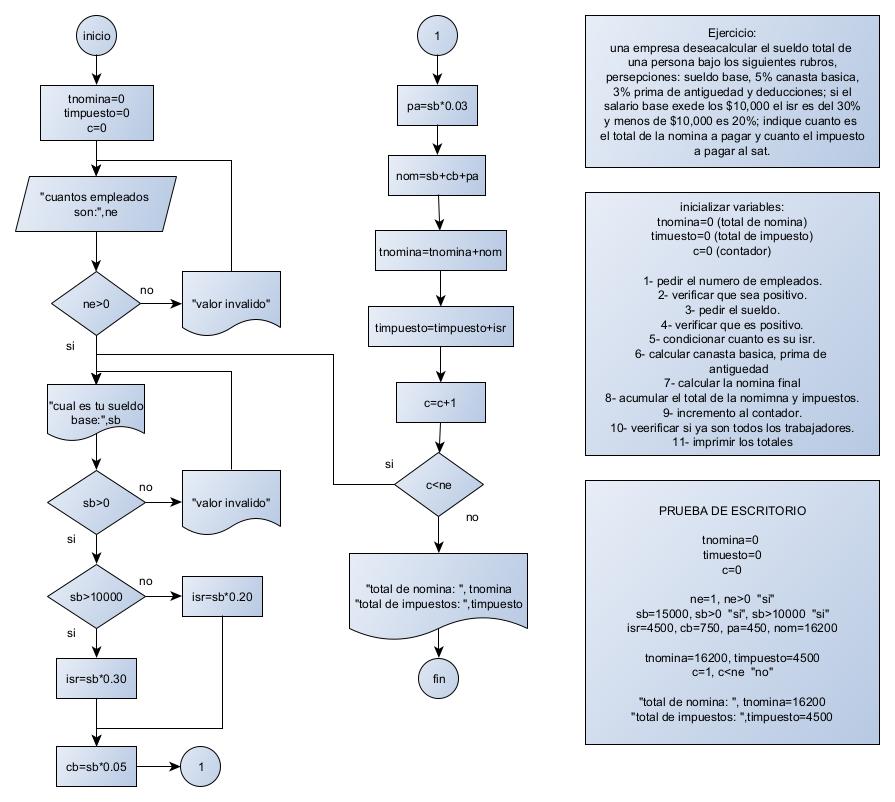 inicio
tnomina=0
timpuesto=0
c=0
"cuantos empleados
son:",ne
ne>0
no
"valor invalido"
si
"cual es tu sueldo
base:",sb
sb>0
no
"valor invalido"
si
sb>10000
no
isr=sb*0.20
si
isr=sb*0.30
cb=sb*0.05
1
1
pa=sb*0.03
nom=sb+cb+pa
tnomina=tnomina+nom
timpuesto=timpuesto+isr
c=c+1
si
c<ne
no
"total de nomina: ", tnomina
"total de impuestos: ",timpuesto
fin
Ejercicio:
una empresa deseacalcular el sueldo total de
una persona bajo los siguientes rubros,
persepciones: sueldo base, 5% canasta basica,
3% prima de antiguedad y deducciones; si el
salario base exede los $10,000 el isr es del 30%
y menos de $10,000 es 20%; indique cuanto es
el total de la nomina a pagar y cuanto el impuesto
a pagar al sat.
inicializar variables:
tnomina=0 (total de nomina)
timuesto=0 (total de impuesto)
c=0 (contador)
1- pedir el numero de empleados.
2- verificar que sea positivo.
3- pedir el sueldo.
4- verificar que es positivo.
5- condicionar cuanto es su isr.
6- calcular canasta basica, prima de
antiguedad
7- calcular la nomina final
8- acumular el total de la nomimna y impuestos.
9- incremento al contador.
10- veerificar si ya son todos los trabajadores.
11- imprimir los totales
PRUEBA DE ESCRITORIO
tnomina=0
timuesto=0
c=0
ne=1, ne>0 "si"
sb=15000, sb>0 "si", sb>10000 "si"
isr=4500, cb=750, pa=450, nom=16200
tnomina=16200, timpuesto=4500
c=1, c<ne "no"
"total de nomina: ", tnomina=16200
"total de impuestos: ",timpuesto=4500